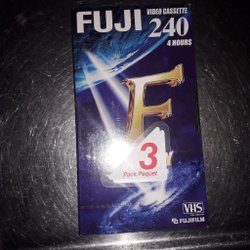 FUJI
VIDEO CASSETTE
240
4 HOURS
E
3
Pack.Paquet
VHS
FUJIFILM